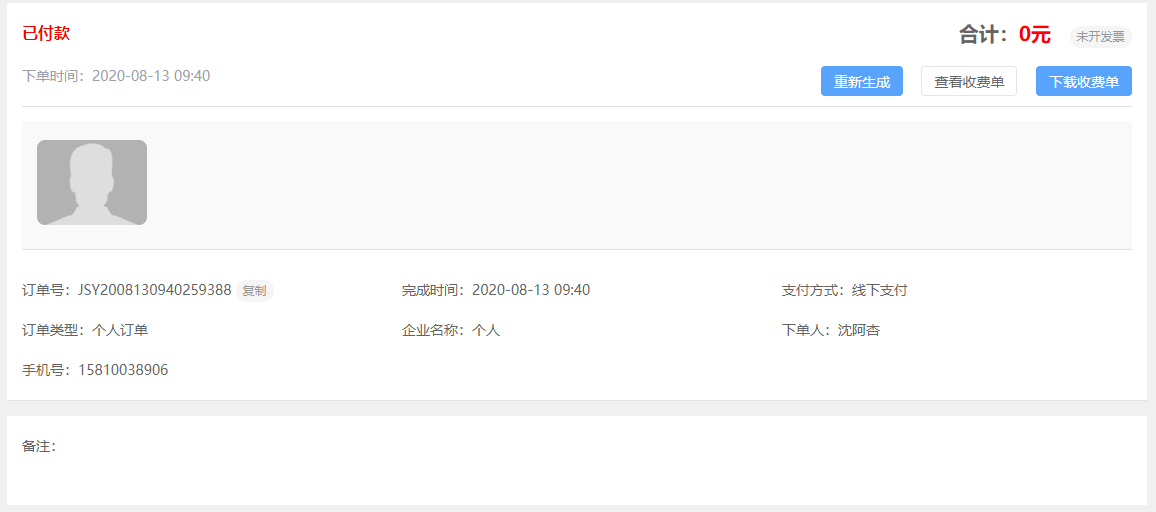 已付款
合计：0元 未开发票
下单时间：2020-08-13 09:40
重新生成 查看收费单 下载收费单
订单号：JSY2008130940259388 复制 完成时间：2020-08-13 09:40 支付方式：线下支付
订单类型：个人订单 企业名称：个人 下单人：沈阿杏
手机号：15810038906
备注：